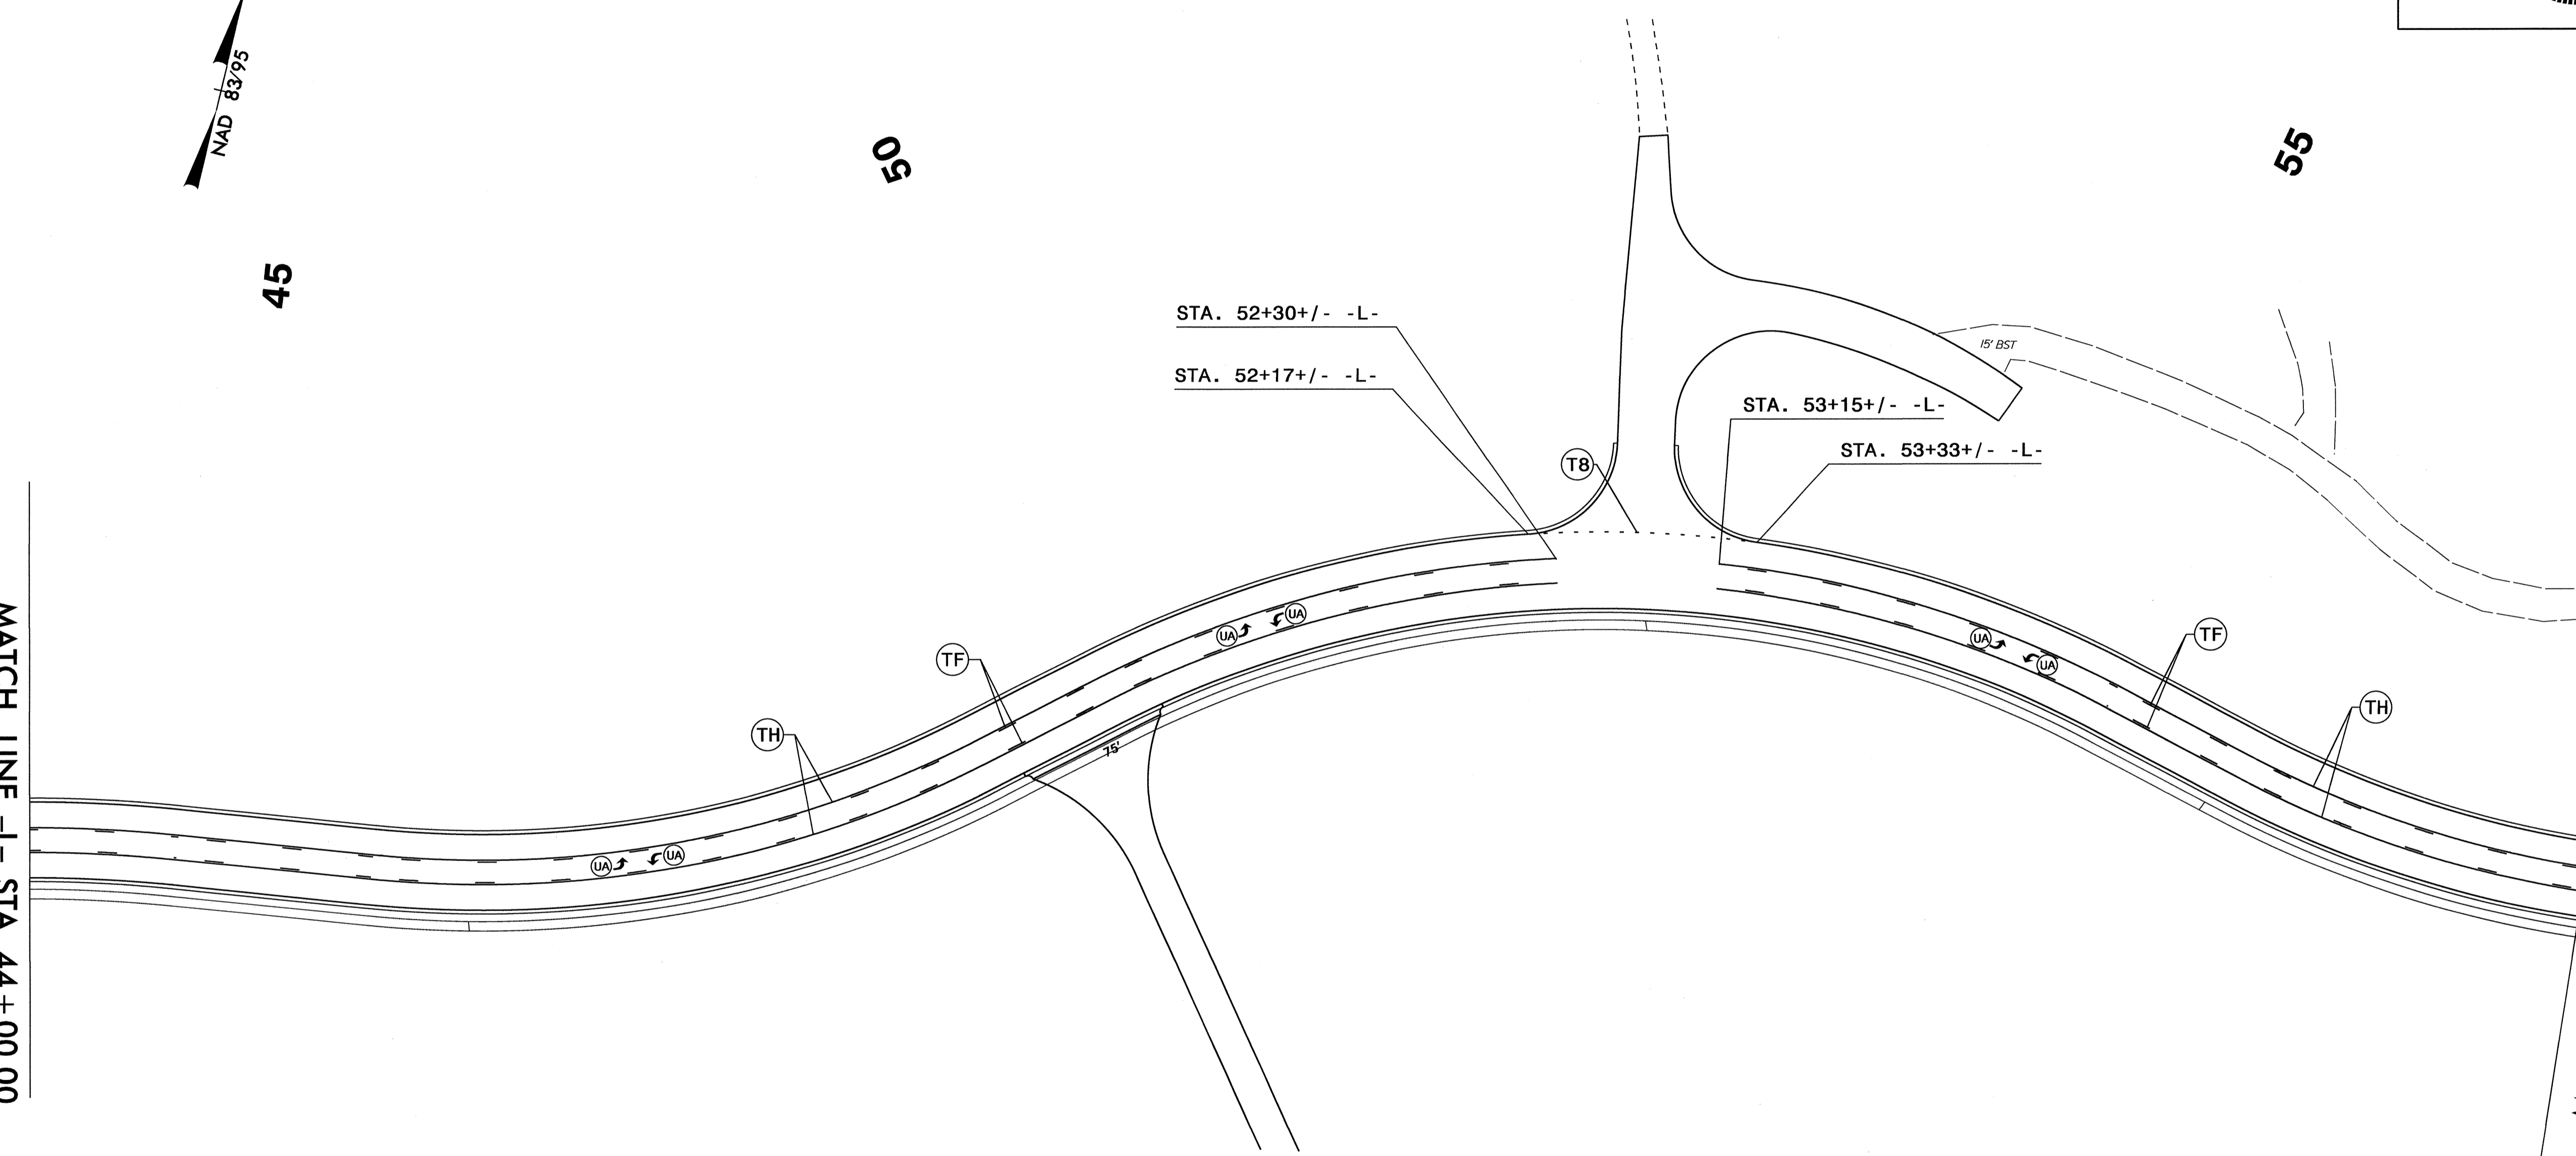 NAD 83/95
45
50
55
STA. 52+30+/- -L-
STA. 52+17+/- -L-
STA. 53+15+/- -L-
STA. 53+33+/- -L-
15' BST
T8
TF
TH
UA UA
UA UA
UA UA
TF
TH
75'
MATCH LINE -L- STA 44+00.00